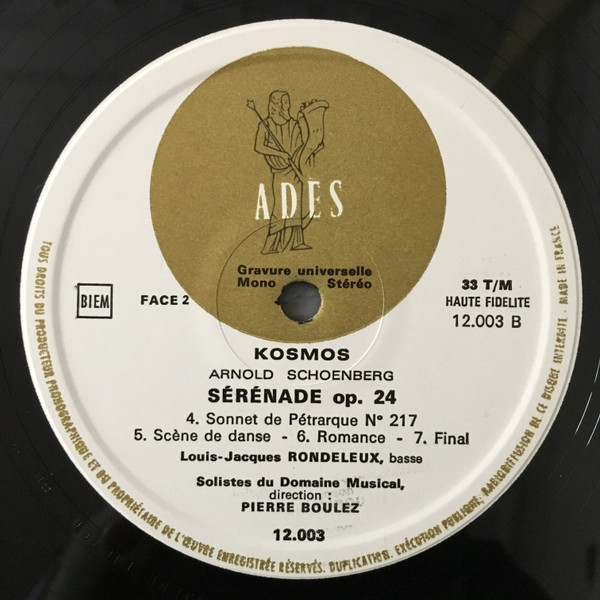 ADÈS
Gravure universelle
Mono Stéréo
BIEM
FACE 2
33 T/M
HAUTE FIDELITE
12.003 B
KOSMOS
ARNOLD SCHOENBERG
SÉRÉNADE op. 24
4. Sonnet de Pétrarque N° 217
5. Scène de danse - 6. Romance - 7. Final
Louis-Jacques RONDELEUX, basse
Solistes du Domaine Musical,
direction :
PIERRE BOULEZ
12.003
TOUS DROITS DU PRODUCTEUR PHONOGRAPHIQUE ET DU PROPRIÉTAIRE DE L'ŒUVRE ENREGISTRÉE RÉSERVÉS. DUPLICATION, EXÉCUTION PUBLIQUE, RADIODIFFUSION DE CE DISQUE INTERDITE - MADE IN FRANCE